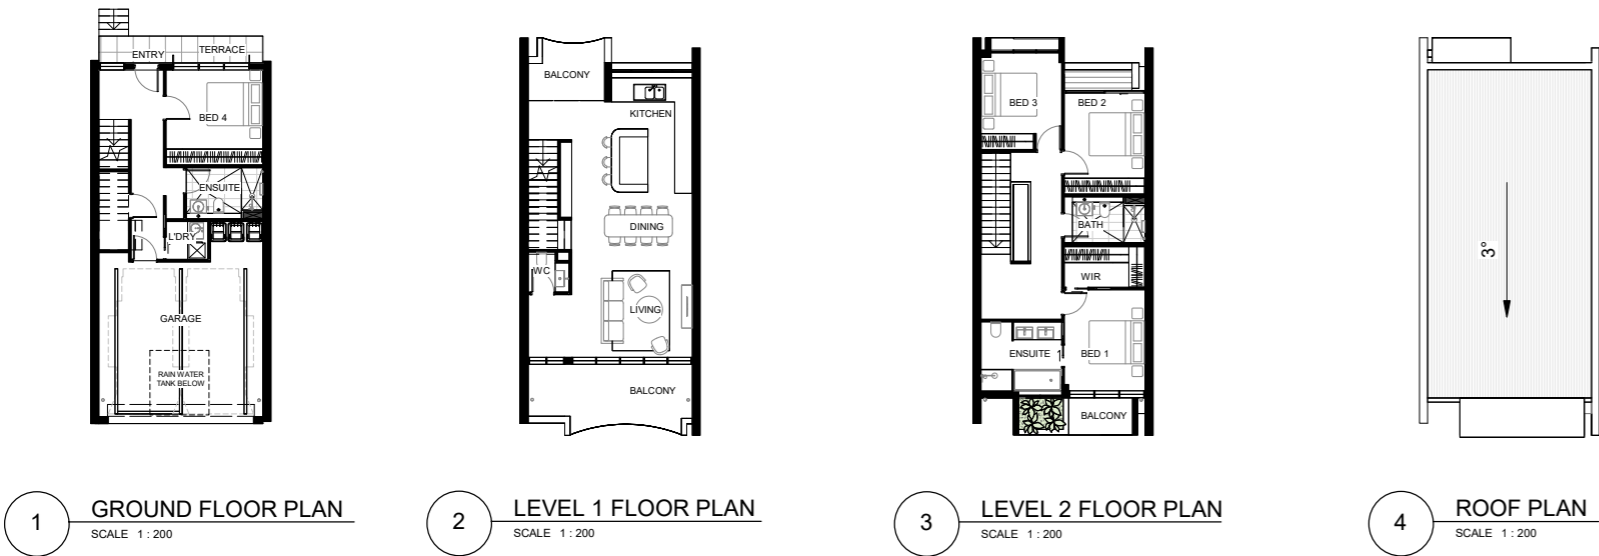 ENTRY
TERRACE
BED 4
ENSUITE
L'DRY
GARAGE
RAIN WATER
TANK BELOW
1
GROUND FLOOR PLAN
SCALE 1 : 200
BALCONY
KITCHEN
DINING
WC
LIVING
BALCONY
2
LEVEL 1 FLOOR PLAN
SCALE 1 : 200
BED 3
BED 2
BATH
WIR
ENSUITE 1
BED 1
BALCONY
3
LEVEL 2 FLOOR PLAN
SCALE 1 : 200
3°
4
ROOF PLAN
SCALE 1 : 200